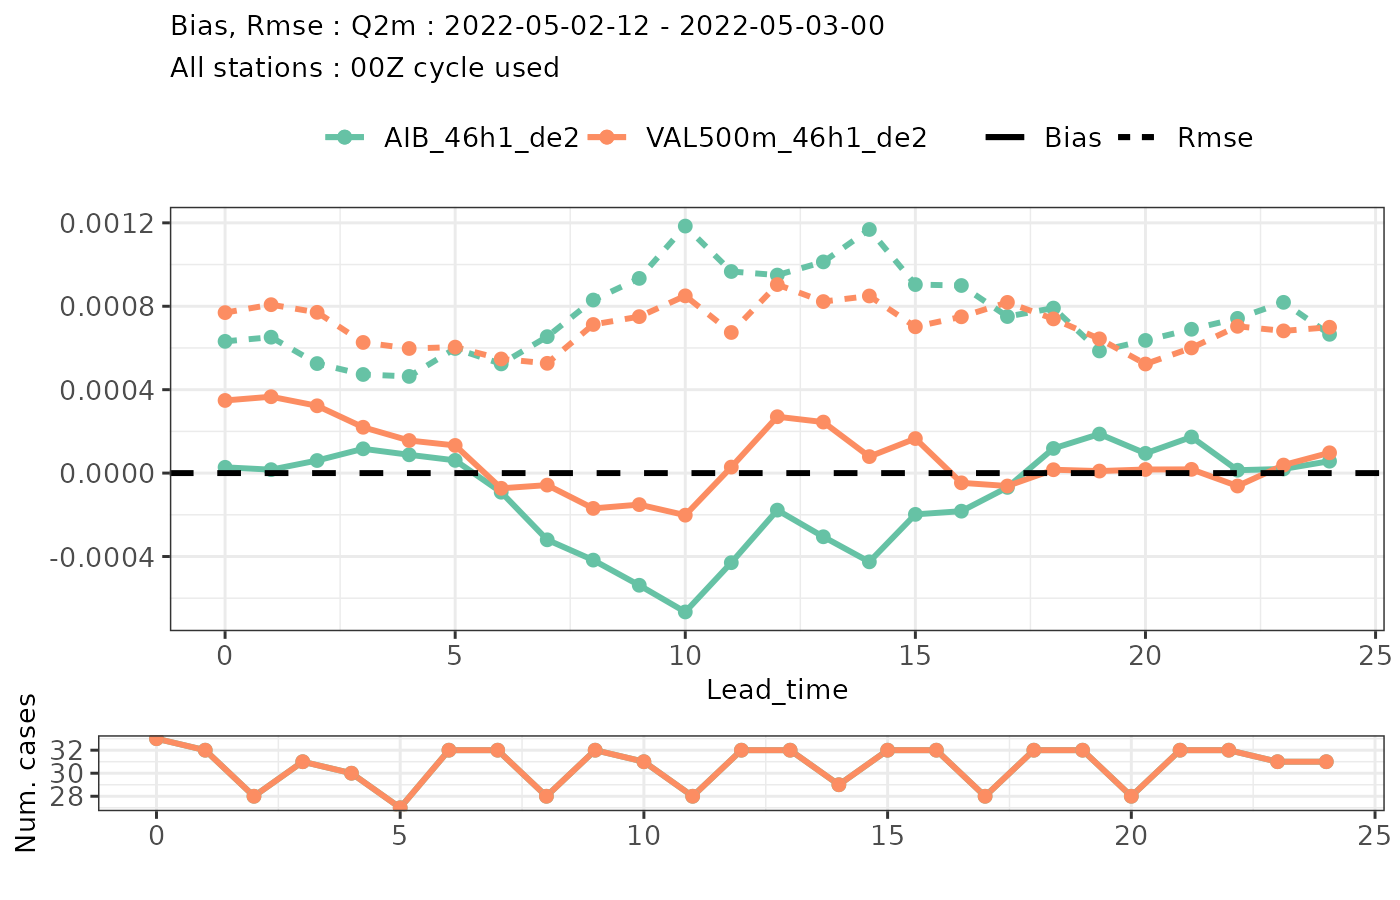 Bias, Rmse : Q2m : 2022-05-02-12 - 2022-05-03-00
All stations : 00Z cycle used
AIB_46h1_de2 VAL500m_46h1_de2 Bias Rmse
0.0012
0.0008
0.0004
0.0000
-0.0004
0 5 10 15 20 25
Lead_time
Num. cases
32
30
28
0 5 10 15 20 25